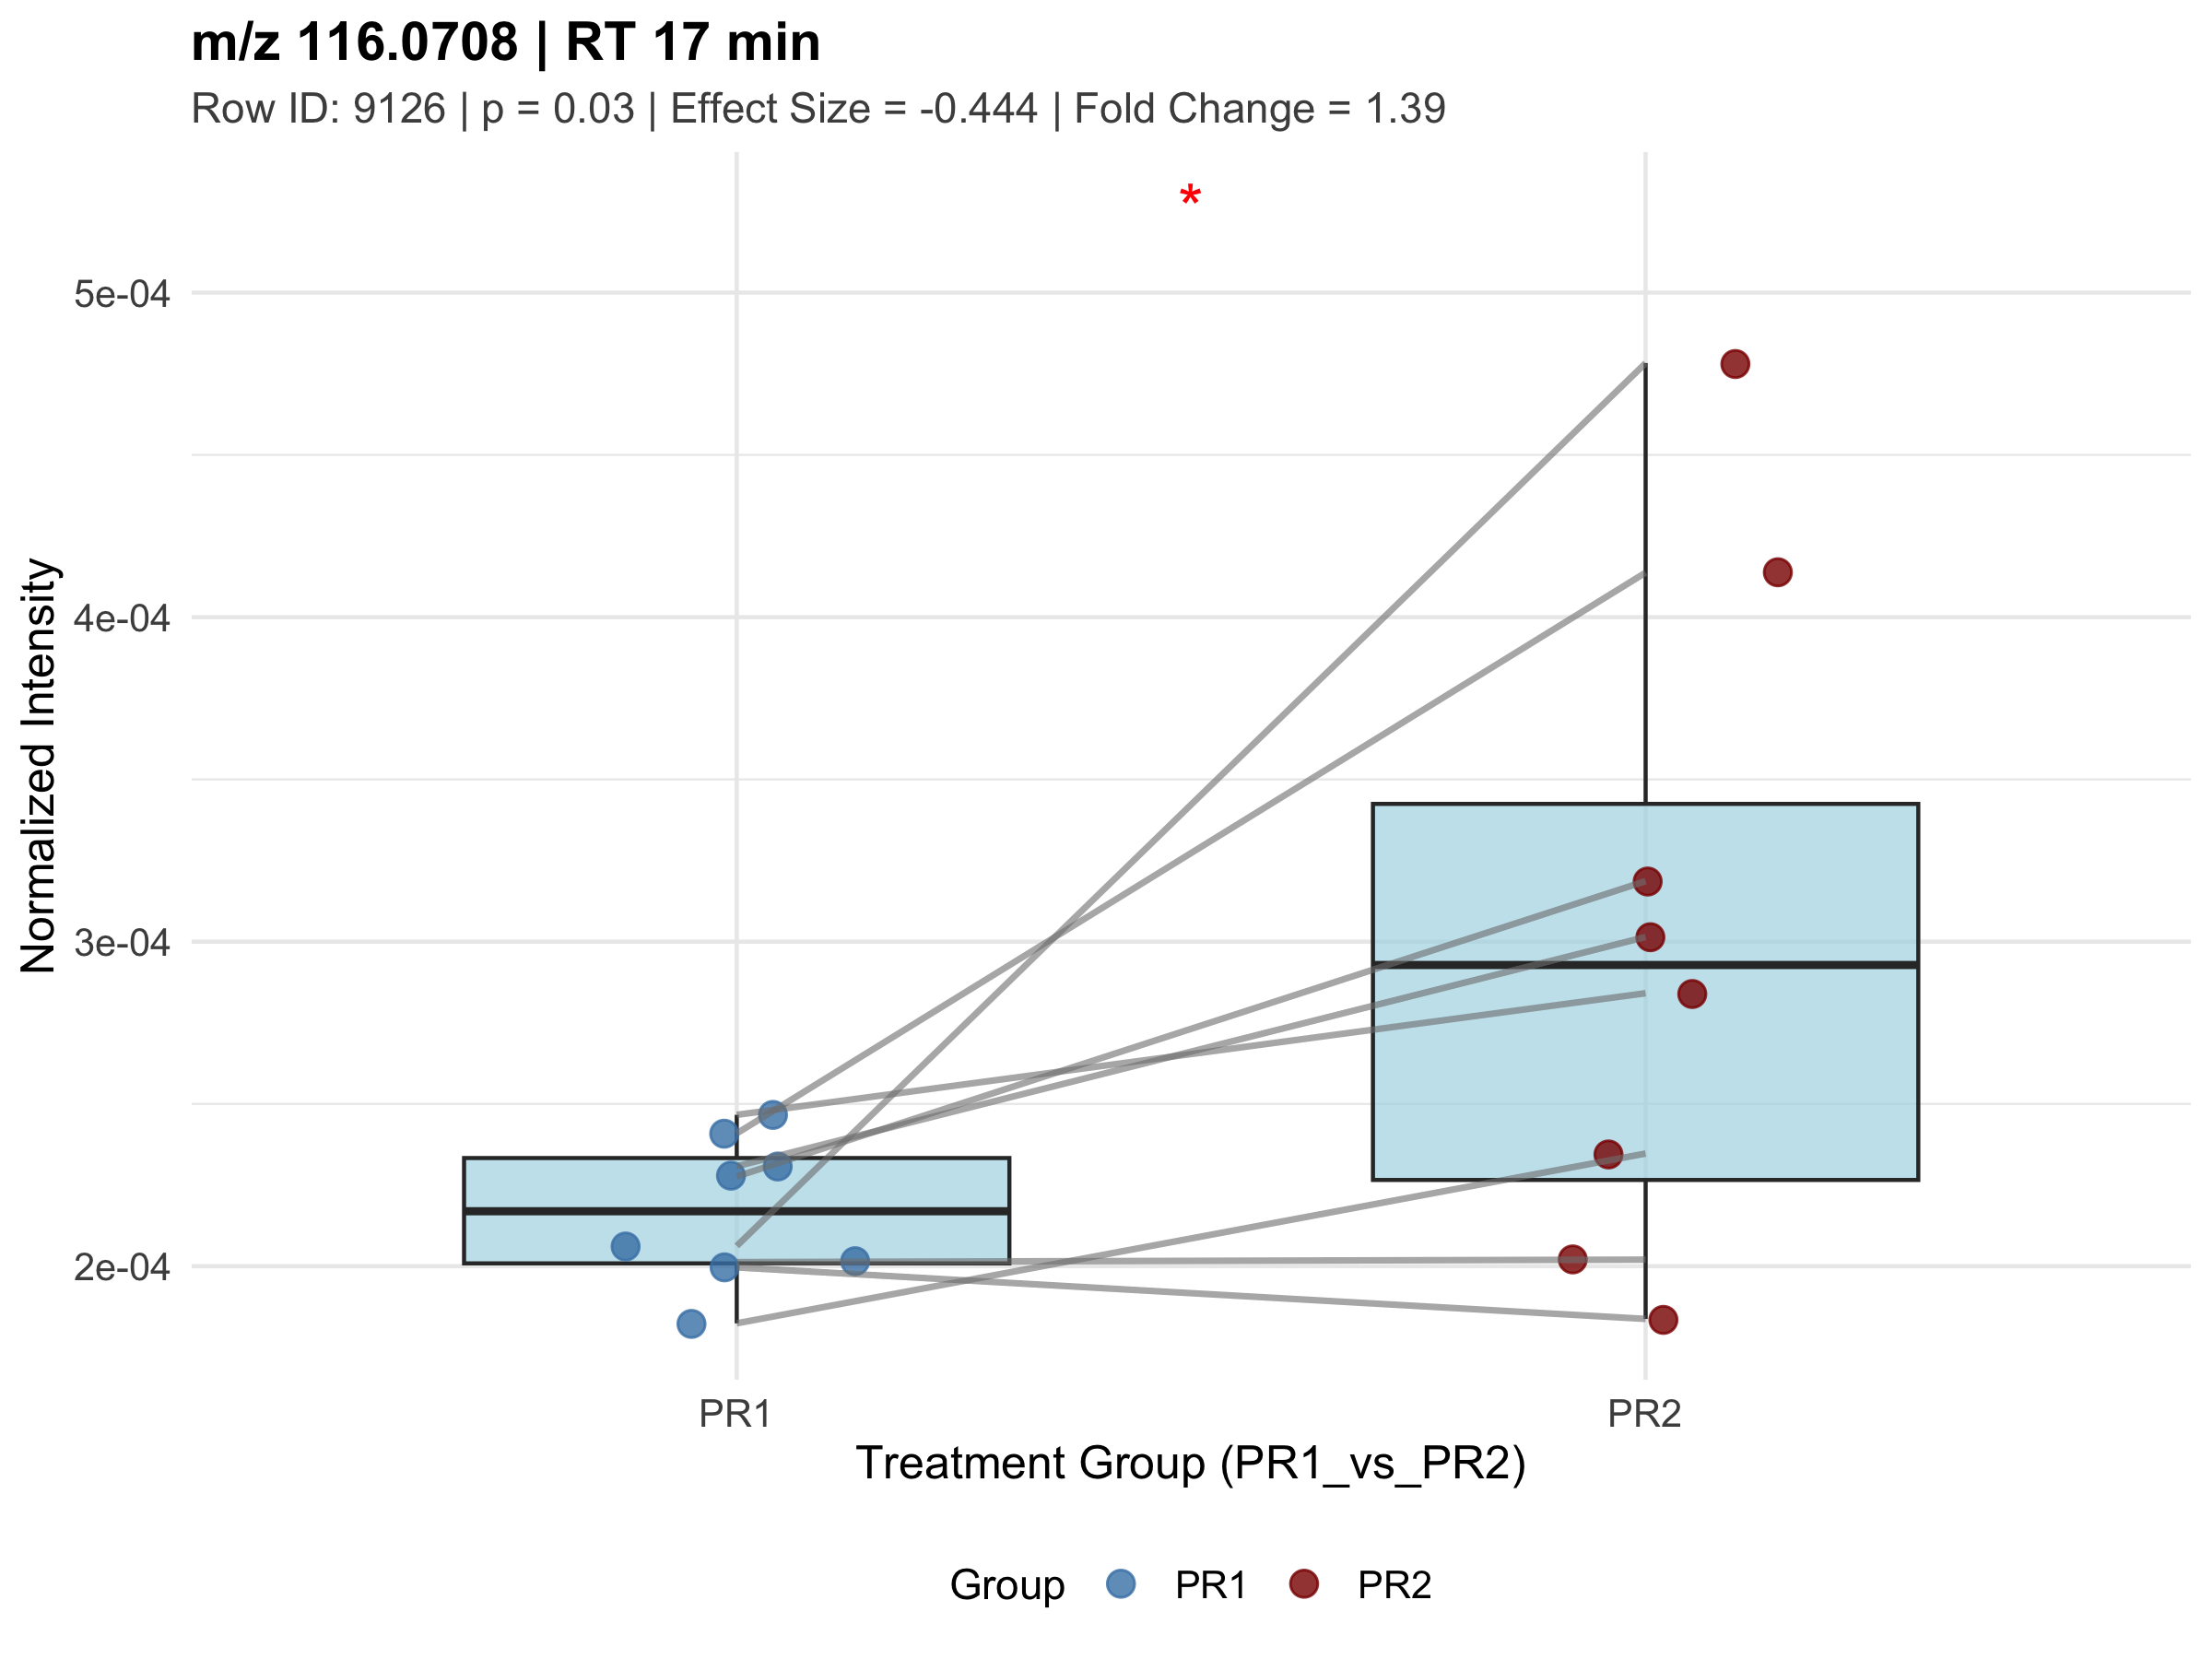 m/z 116.0708 | RT 17 min
Row ID: 9126 | p = 0.03 | Effect Size = -0.444 | Fold Change = 1.39
*
5e-04
4e-04
3e-04
2e-04
Normalized Intensity
PR1 PR2
Treatment Group (PR1_vs_PR2)
Group PR1 PR2